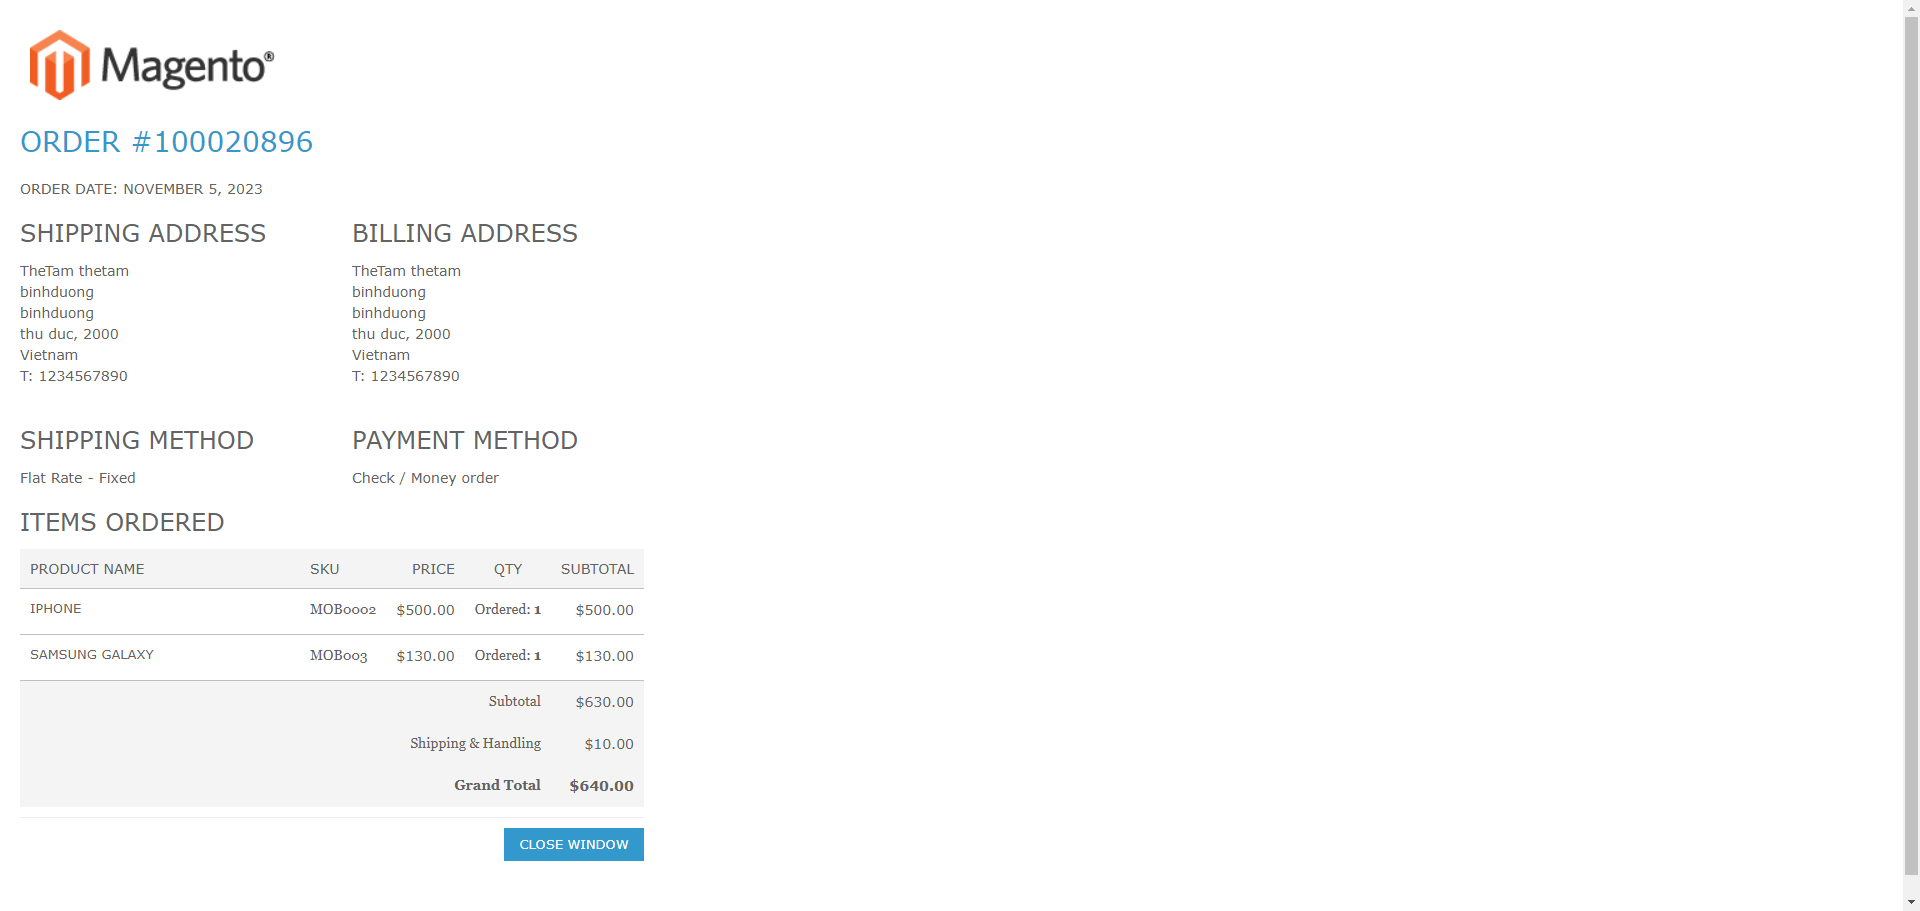 Magento®
ORDER #100020896
ORDER DATE: NOVEMBER 5, 2023
SHIPPING ADDRESS
TheTam thetam
binhduong
binhduong
thu duc, 2000
Vietnam
T: 1234567890
BILLING ADDRESS
TheTam thetam
binhduong
binhduong
thu duc, 2000
Vietnam
T: 1234567890
SHIPPING METHOD
Flat Rate - Fixed
PAYMENT METHOD
Check / Money order
ITEMS ORDERED
PRODUCT NAME SKU PRICE QTY SUBTOTAL
IPHONE MOB0002 $500.00 Ordered: 1 $500.00
SAMSUNG GALAXY MOB003 $130.00 Ordered: 1 $130.00
Subtotal $630.00
Shipping & Handling $10.00
Grand Total $640.00
CLOSE WINDOW